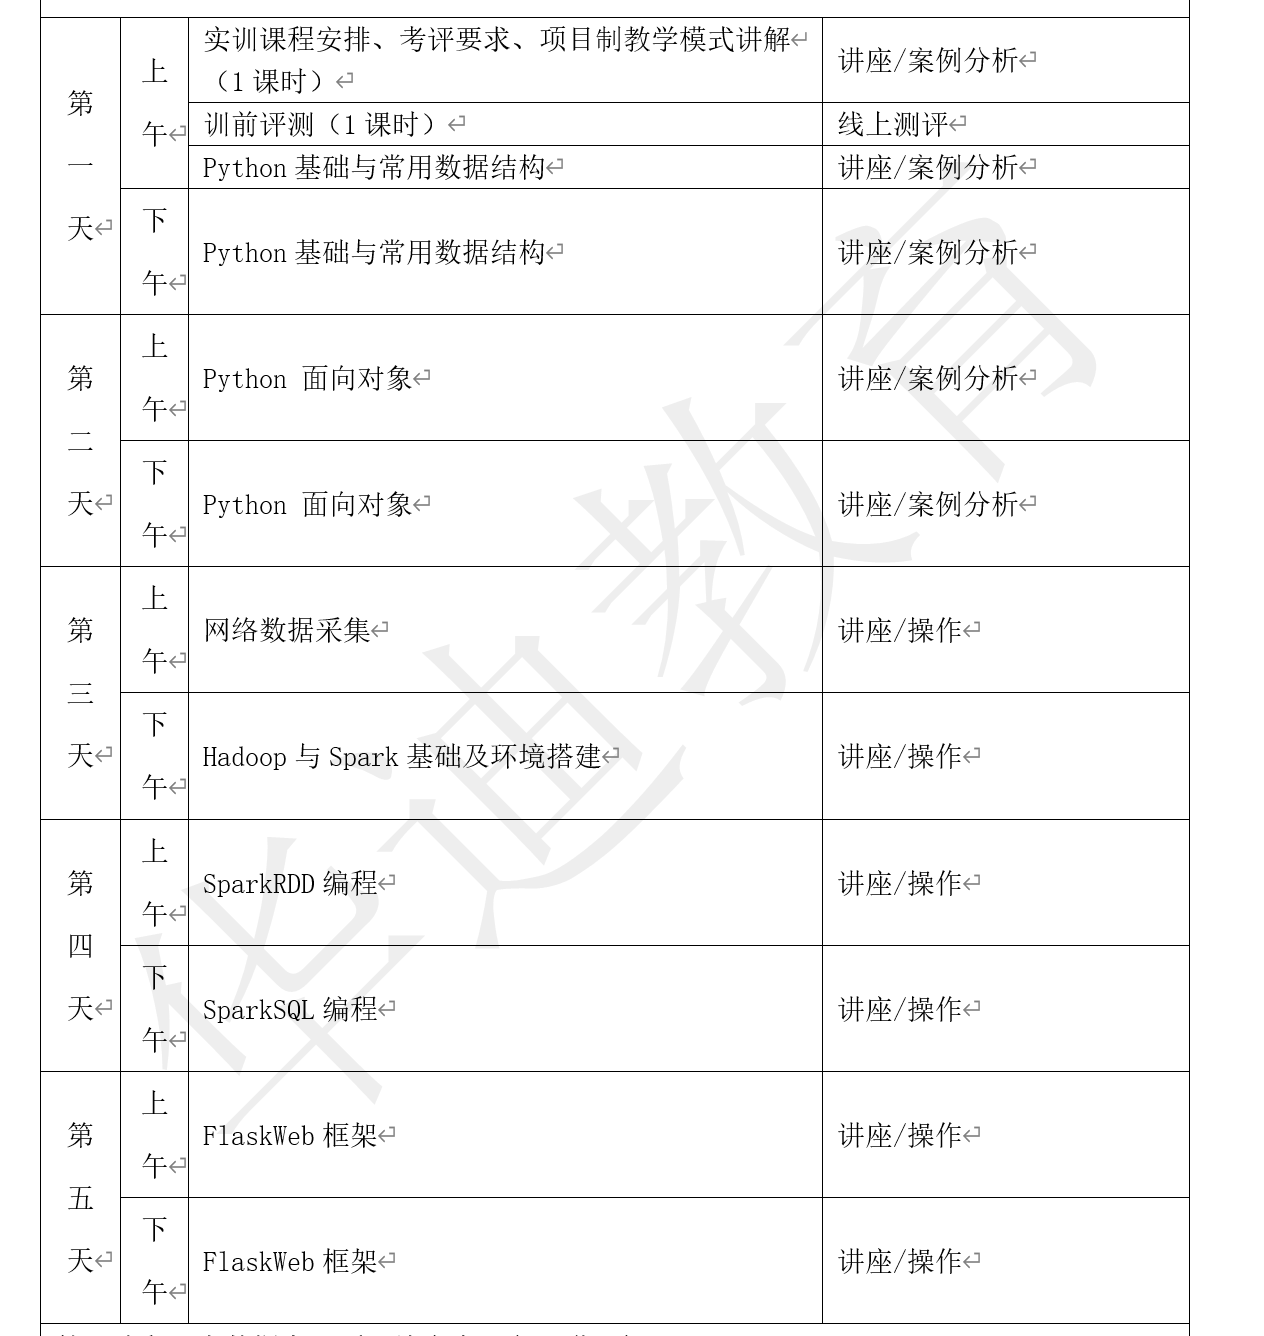 第一天
上午
实训课程安排、考评要求、项目制教学模式讲解
（1 课时）
讲座/案例分析
训前评测（1 课时）
线上测评
Python 基础与常用数据结构
讲座/案例分析
下午
Python 基础与常用数据结构
讲座/案例分析
第二天
上午
Python 面向对象
讲座/案例分析
下午
Python 面向对象
讲座/案例分析
第三天
上午
网络数据采集
讲座/操作
下午
Hadoop 与 Spark 基础及环境搭建
讲座/操作
第四天
上午
SparkRDD 编程
讲座/操作
下午
SparkSQL 编程
讲座/操作
第五天
上午
FlaskWeb 框架
讲座/操作
下午
FlaskWeb 框架
讲座/操作
华迪教育